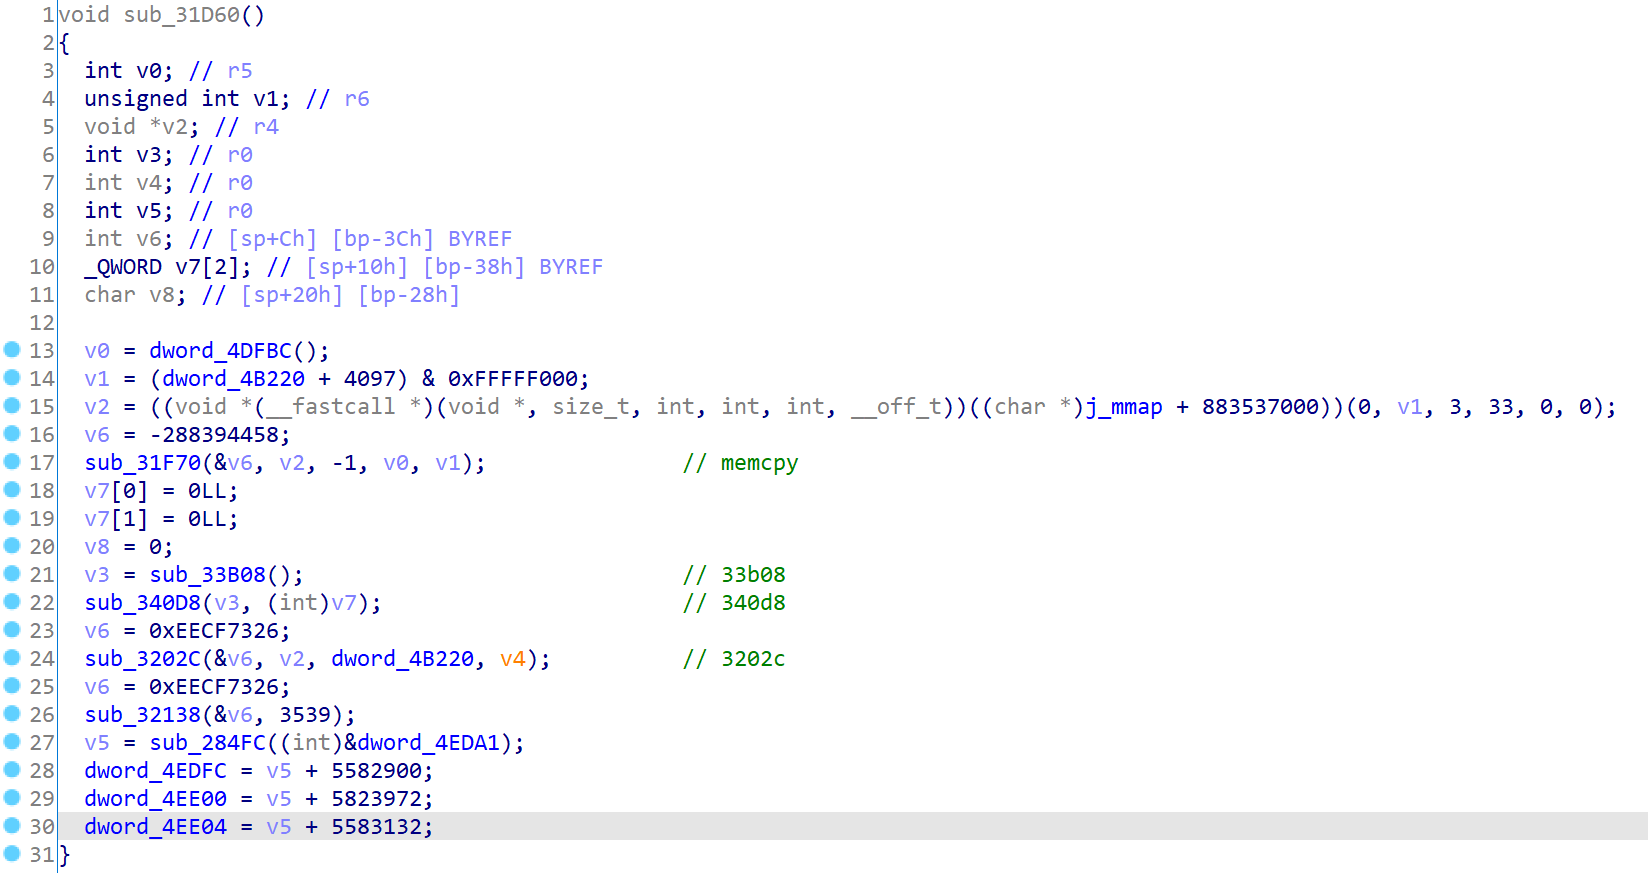 1 void sub_31D60()
2 {
3 int v0; // r5
4 unsigned int v1; // r6
5 void *v2; // r4
6 int v3; // r0
7 int v4; // r0
8 int v5; // r0
9 int v6; // [sp+Ch] [bp-3Ch] BYREF
10 _QWORD v7[2]; // [sp+10h] [bp-38h] BYREF
11 char v8; // [sp+20h] [bp-28h]
12
13 v0 = dword_4DFBC();
14 v1 = (dword_4B220 + 4097) & 0xFFFFF000;
15 v2 = ((void *(__fastcall *)(void *, size_t, int, int, int, __off_t))((char *)j_mmap + 883537000))(0, v1, 3, 33, 0, 0);
16 v6 = -288394458;
17 sub_31F70(&v6, v2, -1, v0, v1); // memcpy
18 v7[0] = 0LL;
19 v7[1] = 0LL;
20 v8 = 0;
21 v3 = sub_33B08(); // 33b08
22 sub_340D8(v3, (int)v7); // 340d8
23 v6 = 0xEECF7326;
24 sub_3202C(&v6, v2, dword_4B220, v4); // 3202c
25 v6 = 0xEECF7326;
26 sub_32138(&v6, 3539);
27 v5 = sub_284FC((int)&dword_4EDA1);
28 dword_4EDFC = v5 + 5582900;
29 dword_4EE00 = v5 + 5823972;
30 dword_4EE04 = v5 + 5583132;
31 }